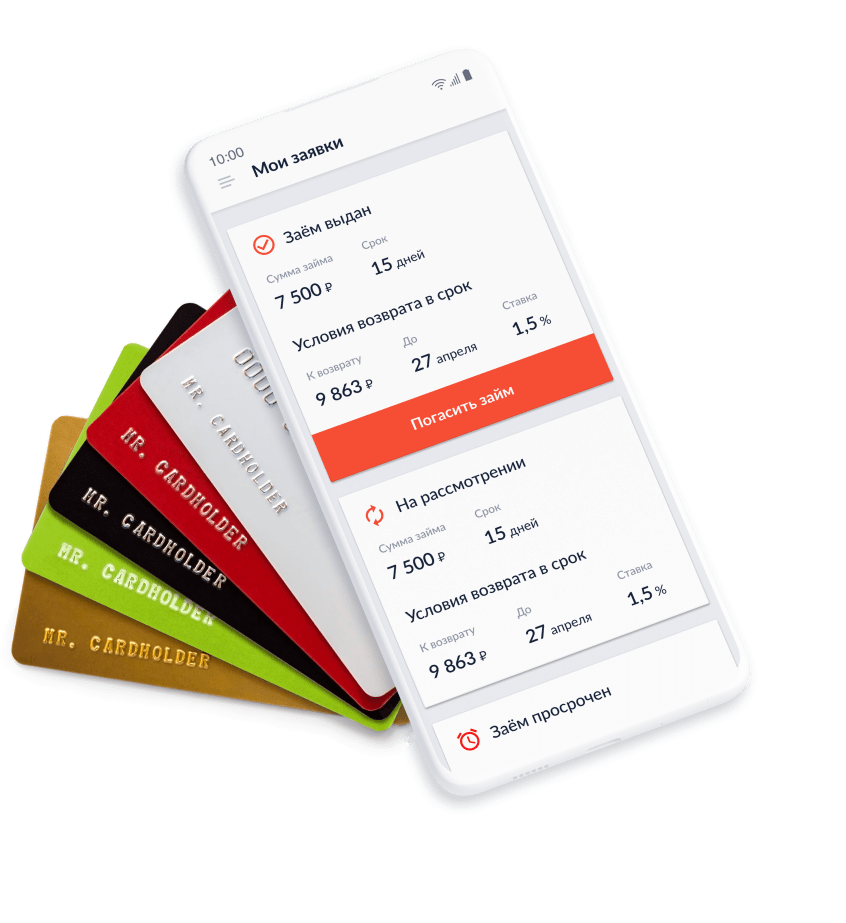 10:00
Мои заявки
Заём выдан
Сумма займа
Срок
7 500 ₽
15 дней
Условия возврата в срок
К возврату
До
Ставка
9 863 ₽
27 апреля
1,5 %
Погасить займ
На рассмотрении
Сумма займа
Срок
7 500 ₽
15 дней
Условия возврата в срок
К возврату
До
Ставка
9 863 ₽
27 апреля
1,5 %
Заём просрочен
0000
MR. CARDHOLDER
MR. CARDHOLDER
MR. CARDHOLDER
MR. CARDHOLDER
MR. CARDHOLDER